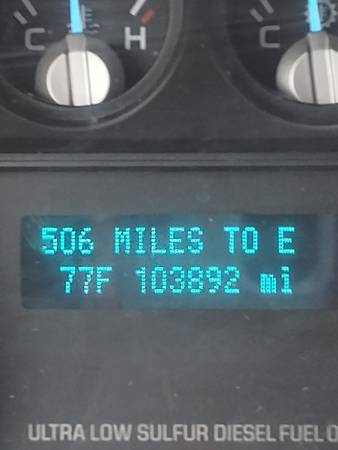 C H C
506 MILES TO E
77F 103892 mi
ULTRA LOW SULFUR DIESEL FUEL O